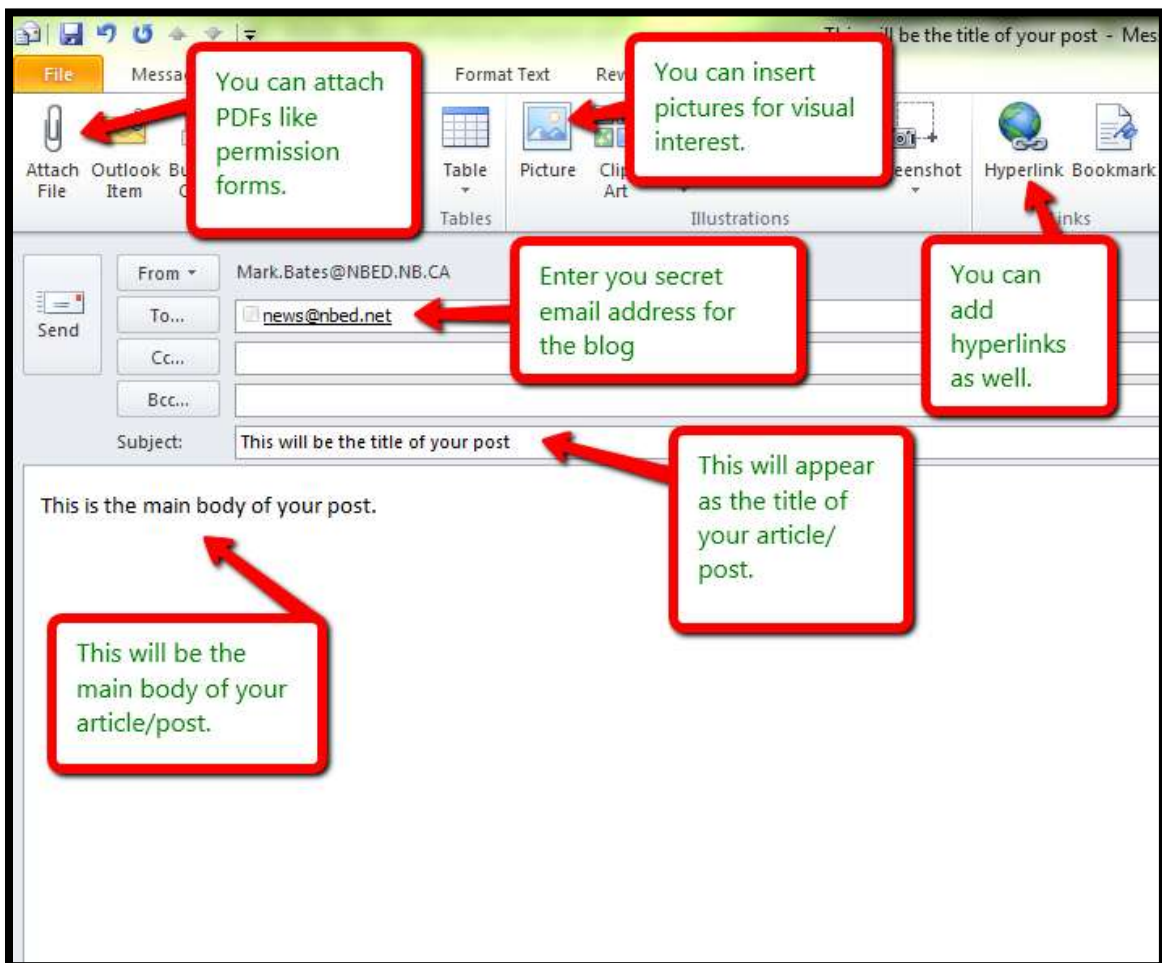 be the title of your post - Mes
File
Format Text
You can attach
PDFs like
permission
forms.
You can insert
pictures for visual
interest.
Attach
File
Outlook
Item
Table
Picture
Art
Hyperlink
Bookmark
Tables
Illustrations
From
Mark.Bates@NBED.NB.CA
Send
To...
news@nbed.net
Cc...
Bcc...
Subject:
This will be the title of your post
Enter you secret
email address for
the blog
You can
add
hyperlinks
as well.
This will appear
as the title of
your article/
post.
This is the main body of your post.
This will be the
main body of your
article/post.